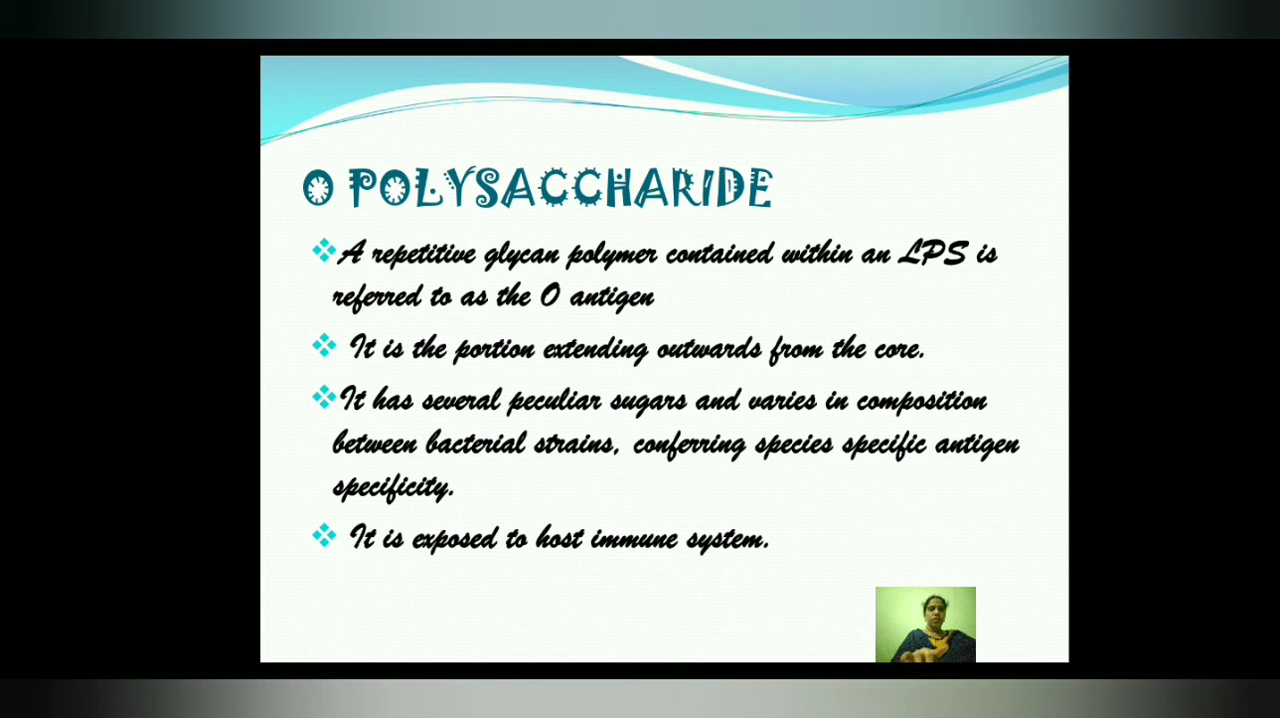 O POLYSACCHARIDE
A repetitive glycan polymer contained within an LPS is
referred to as the O antigen
It is the portion extending outwards from the core.
It has several peculiar sugars and varies in composition
between bacterial strains, conferring species specific antigen
specificity.
It is exposed to host immune system.